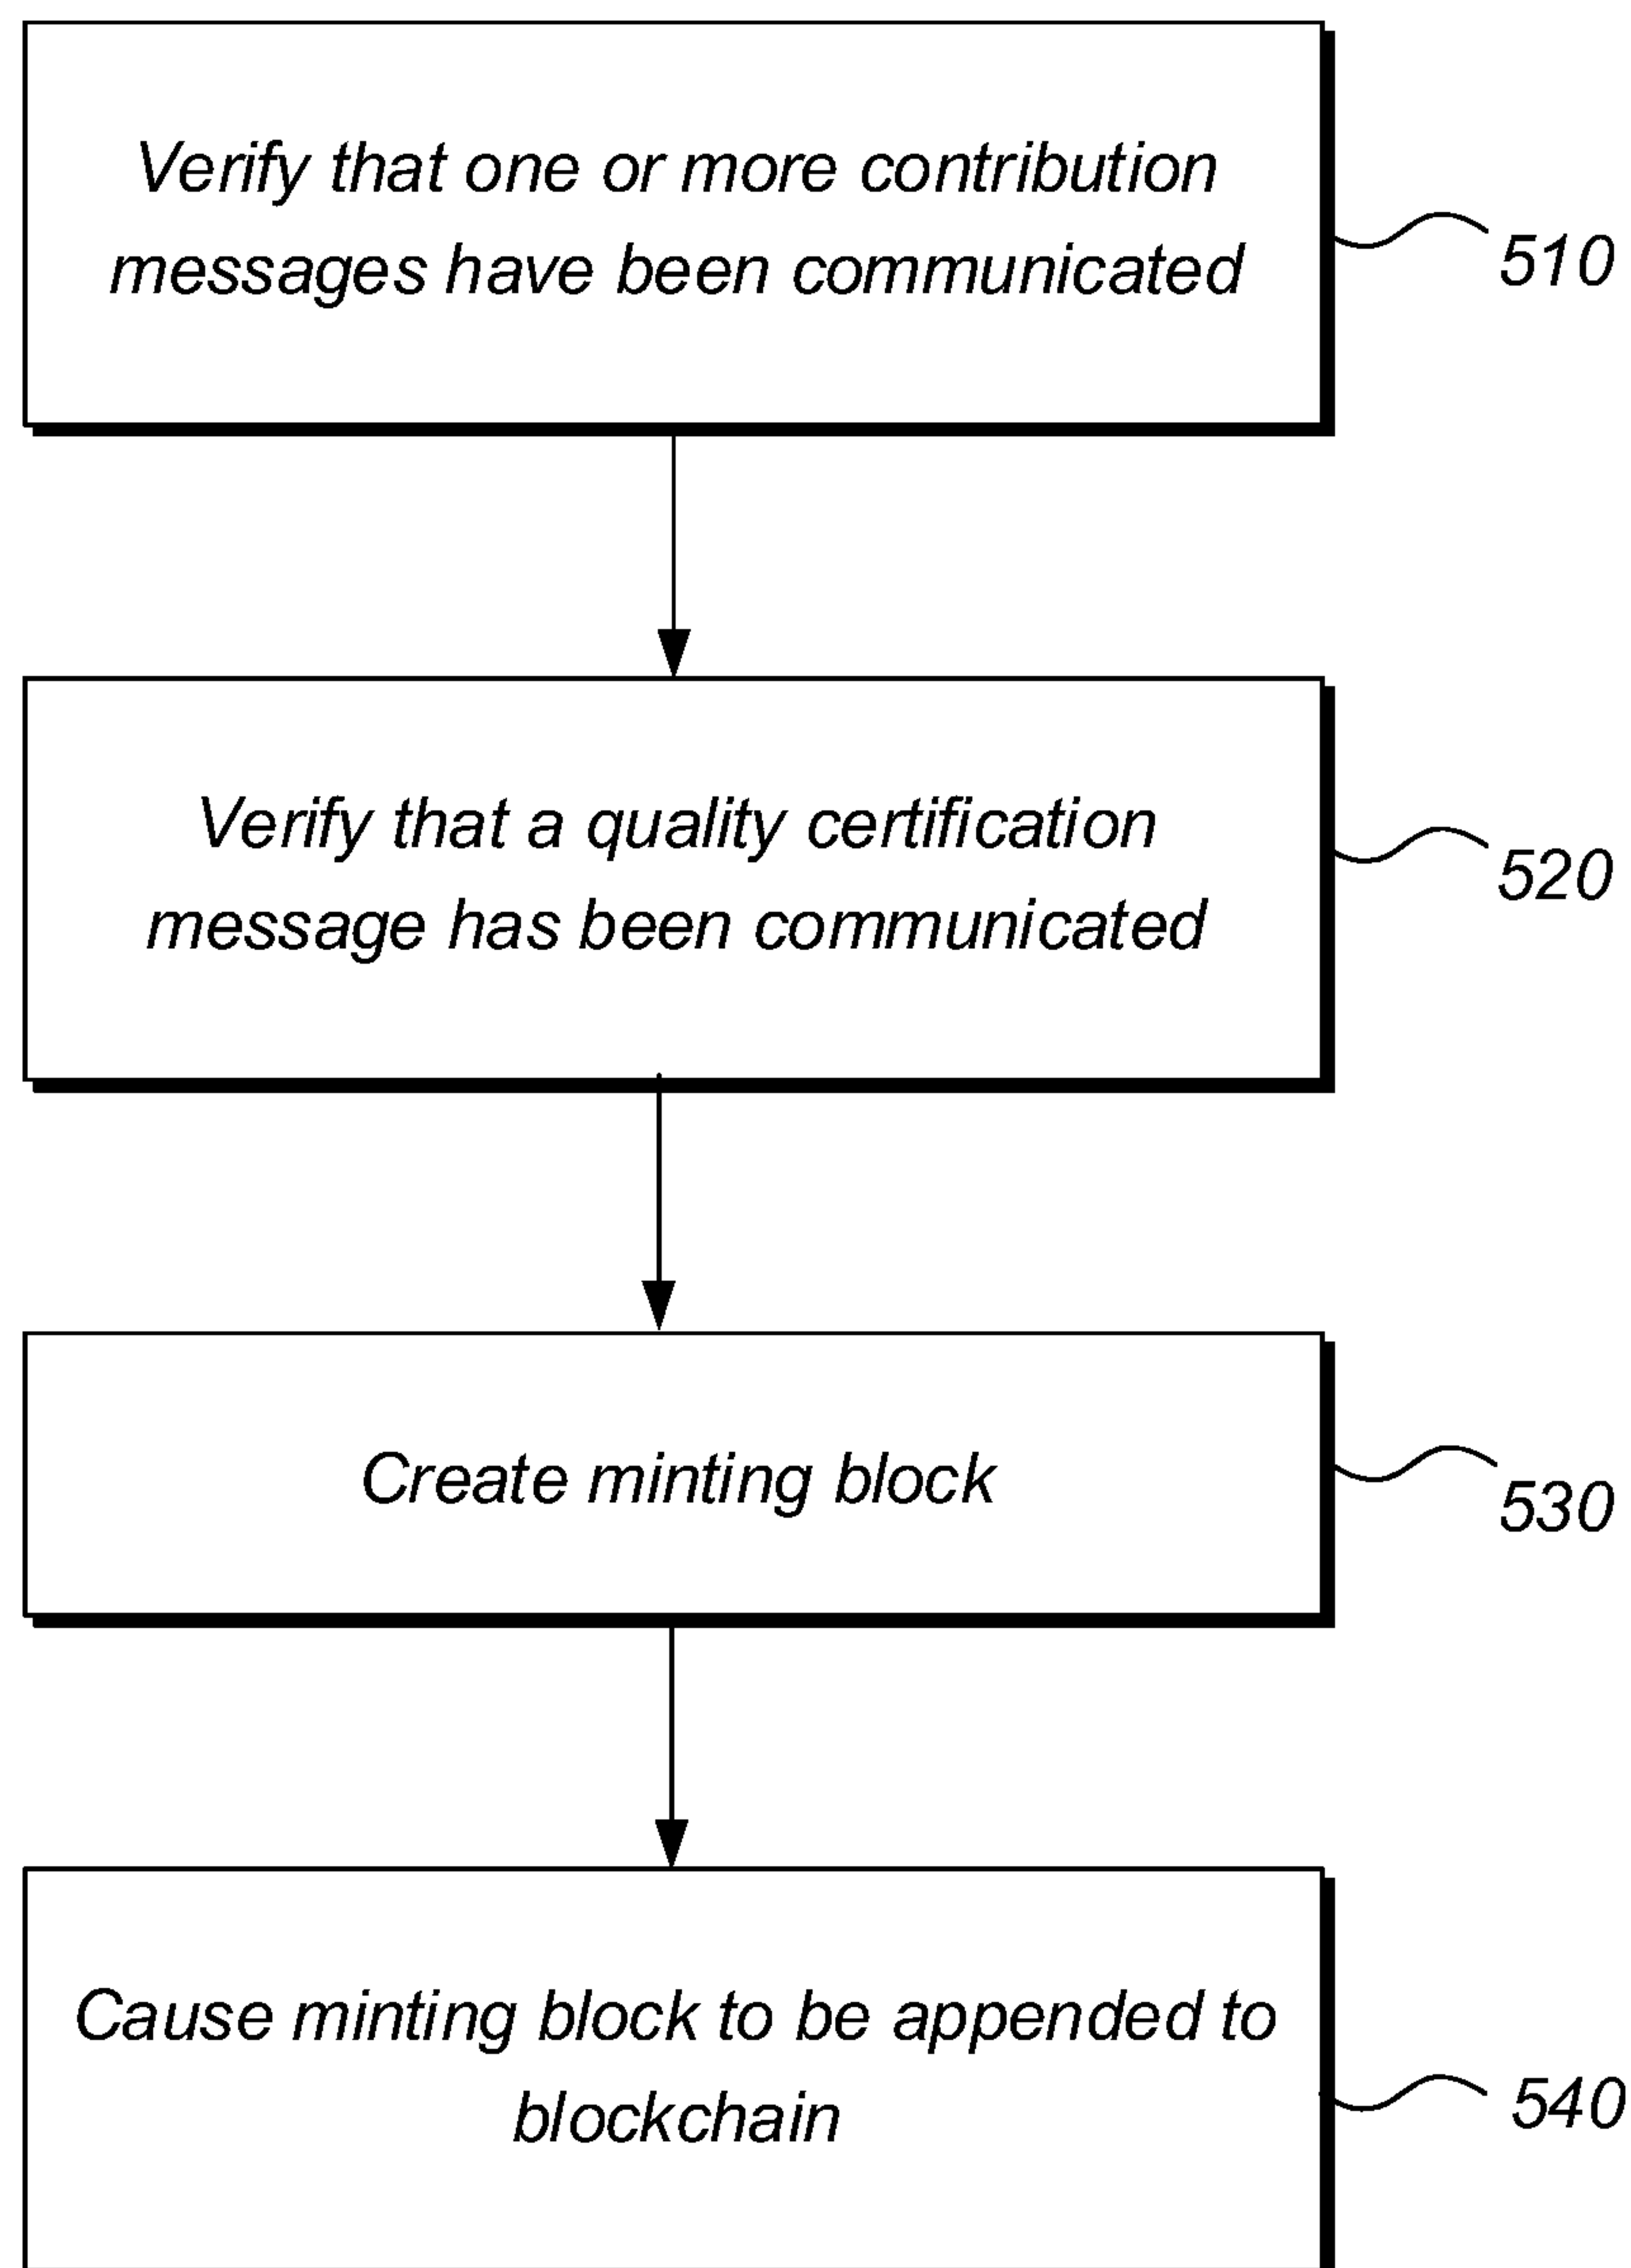 Verify that one or more contribution
messages have been communicated
510
Verify that a quality certification
message has been communicated
520
Create minting block
530
Cause minting block to be appended to
blockchain
540